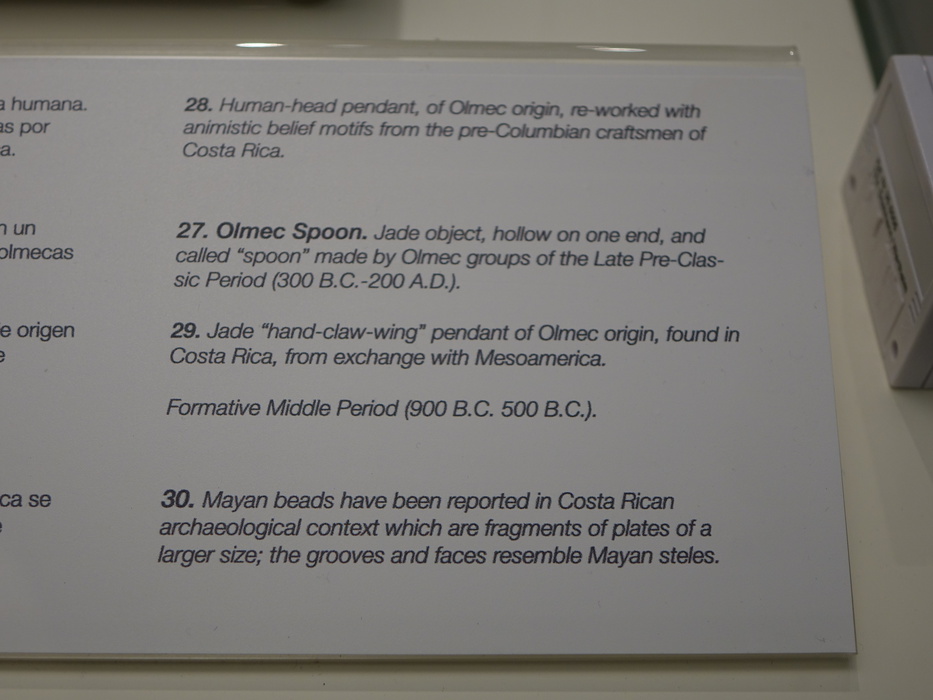 a humana.
as por
a.
n un
olmecas
e origen
e
ca se
e
28. Human-head pendant, of Olmec origin, re-worked with
animistic belief motifs from the pre-Columbian craftsmen of
Costa Rica.
27. Olmec Spoon. Jade object, hollow on one end, and
called “spoon” made by Olmec groups of the Late Pre-Clas-
sic Period (300 B.C.-200 A.D.).
29. Jade “hand-claw-wing” pendant of Olmec origin, found in
Costa Rica, from exchange with Mesoamerica.
Formative Middle Period (900 B.C. 500 B.C.).
30. Mayan beads have been reported in Costa Rican
archaeological context which are fragments of plates of a
larger size; the grooves and faces resemble Mayan steles.